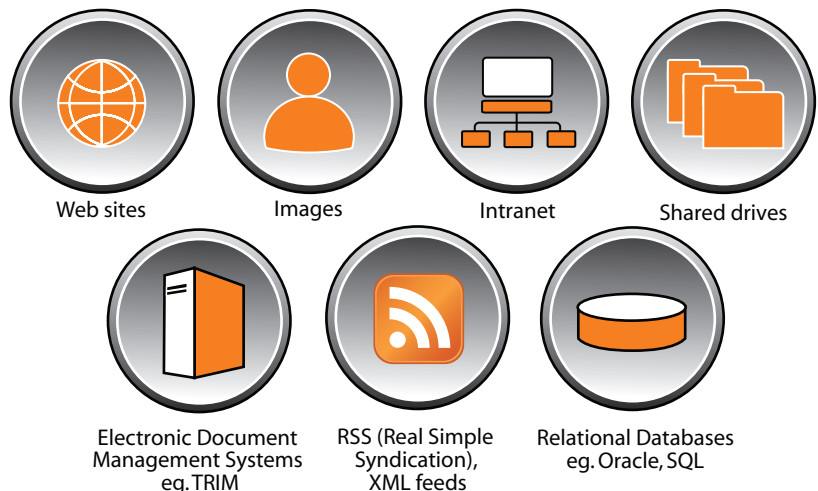 Web sites
Images
Intranet
Shared drives
Electronic Document
Management Systems
eg. TRIM
RSS (Real Simple
Syndication),
XML feeds
Relational Databases
eg. Oracle, SQL